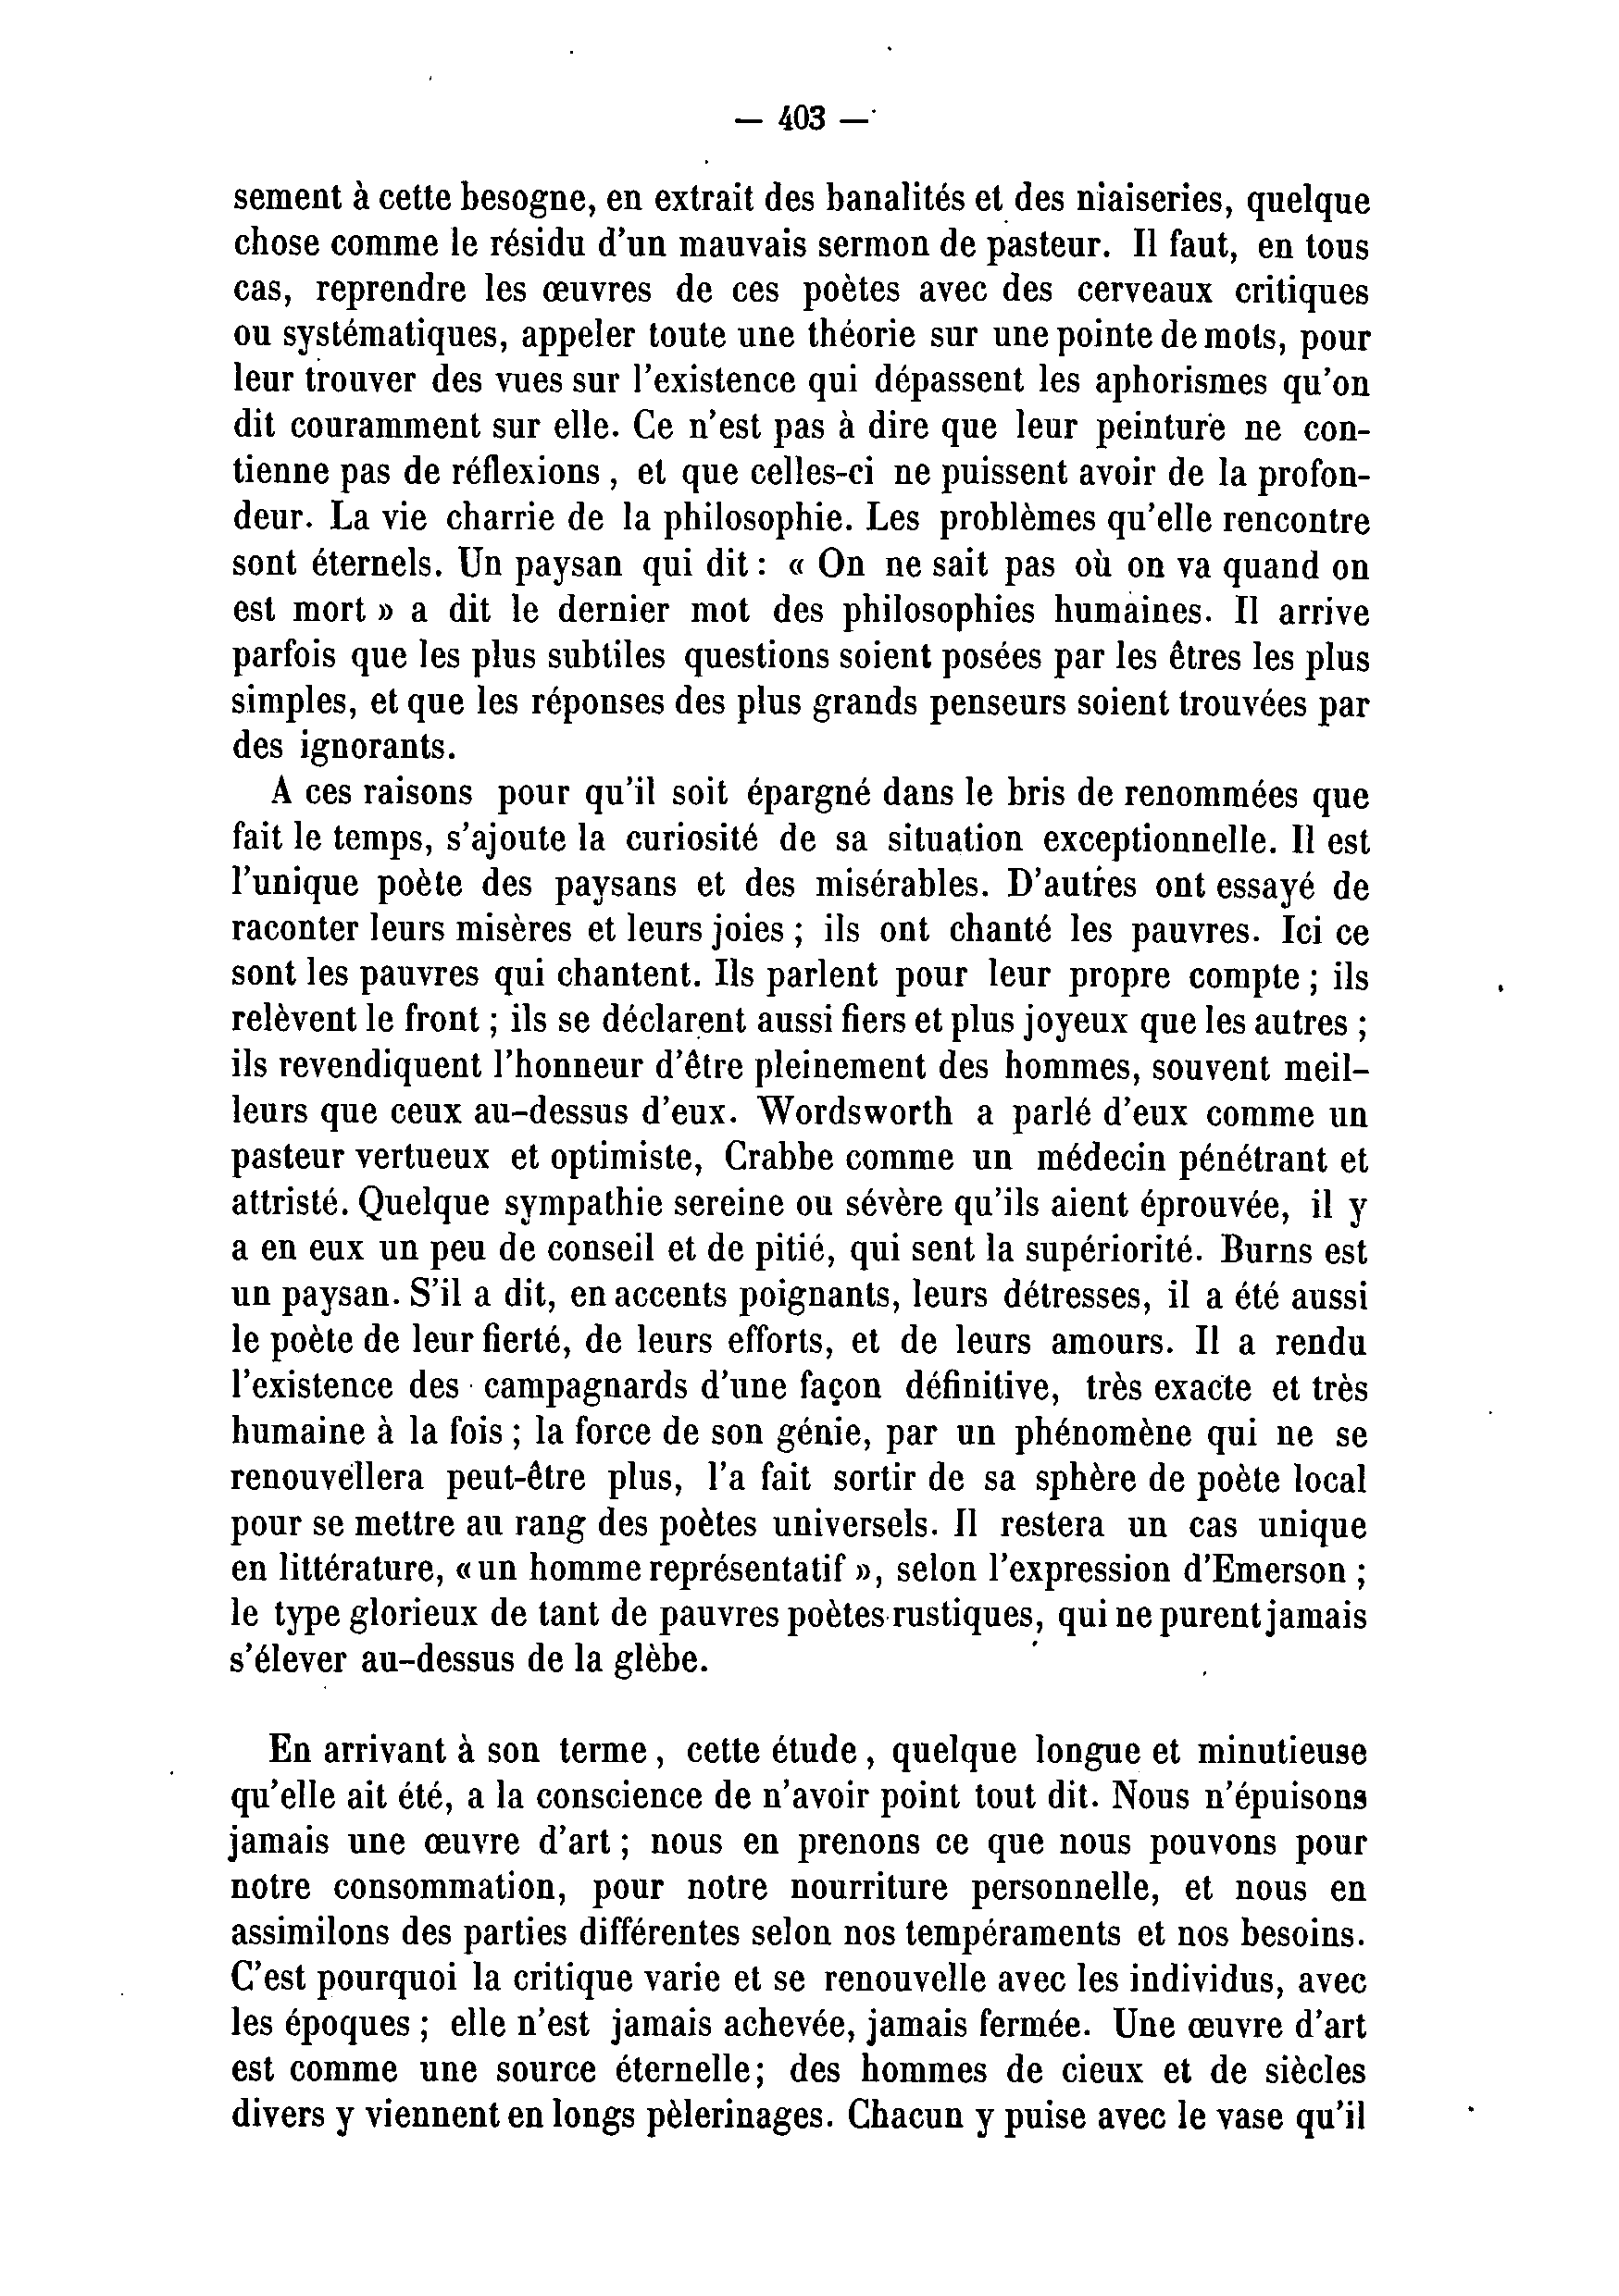 — 403 —
sement à cette besogne, en extrait des banalités et des niaiseries, quelque
chose comme le résidu d'un mauvais sermon de pasteur. Il faut, en tous
cas, reprendre les œuvres de ces poètes avec des cerveaux critiques
ou systématiques, appeler toute une théorie sur une pointe de mots, pour
leur trouver des vues sur l'existence qui dépassent les aphorismes qu'on
dit couramment sur elle. Ce n'est pas à dire que leur peinture ne con-
tienne pas de réflexions, et que celles-ci ne puissent avoir de la profon-
deur. La vie charrie de la philosophie. Les problèmes qu'elle rencontre
sont éternels. Un paysan qui dit : « On ne sait pas où on va quand on
est mort » a dit le dernier mot des philosophies humaines. Il arrive
parfois que les plus subtiles questions soient posées par les êtres les plus
simples, et que les réponses des plus grands penseurs soient trouvées par
des ignorants.
A ces raisons pour qu'il soit épargné dans le bris de renommées que
fait le temps, s'ajoute la curiosité de sa situation exceptionnelle. Il est
l'unique poète des paysans et des misérables. D'autres ont essayé de
raconter leurs misères et leurs joies ; ils ont chanté les pauvres. Ici ce
sont les pauvres qui chantent. Ils parlent pour leur propre compte ; ils
relèvent le front ; ils se déclarent aussi fiers et plus joyeux que les autres ;
ils revendiquent l'honneur d'être pleinement des hommes, souvent meil-
leurs que ceux au-dessus d'eux. Wordsworth a parlé d'eux comme un
pasteur vertueux et optimiste, Crabbe comme un médecin pénétrant et
attristé. Quelque sympathie sereine ou sévère qu'ils aient éprouvée, il y
a en eux un peu de conseil et de pitié, qui sent la supériorité. Burns est
un paysan. S'il a dit, en accents poignants, leurs détresses, il a été aussi
le poète de leur fierté, de leurs efforts, et de leurs amours. Il a rendu
l'existence des campagnards d'une façon définitive, très exacte et très
humaine à la fois ; la force de son génie, par un phénomène qui ne se
renouvellera peut-être plus, l'a fait sortir de sa sphère de poète local
pour se mettre au rang des poètes universels. Il restera un cas unique
en littérature, « un homme représentatif », selon l'expression d'Emerson ;
le type glorieux de tant de pauvres poètes rustiques, qui ne purent jamais
s'élever au-dessus de la glèbe.
En arrivant à son terme, cette étude, quelque longue et minutieuse
qu'elle ait été, a la conscience de n'avoir point tout dit. Nous n'épuisons
jamais une œuvre d'art ; nous en prenons ce que nous pouvons pour
notre consommation, pour notre nourriture personnelle, et nous en
assimilons des parties différentes selon nos tempéraments et nos besoins.
C'est pourquoi la critique varie et se renouvelle avec les individus, avec
les époques ; elle n'est jamais achevée, jamais fermée. Une œuvre d'art
est comme une source éternelle; des hommes de cieux et de siècles
divers y viennent en longs pèlerinages. Chacun y puise avec le vase qu'il